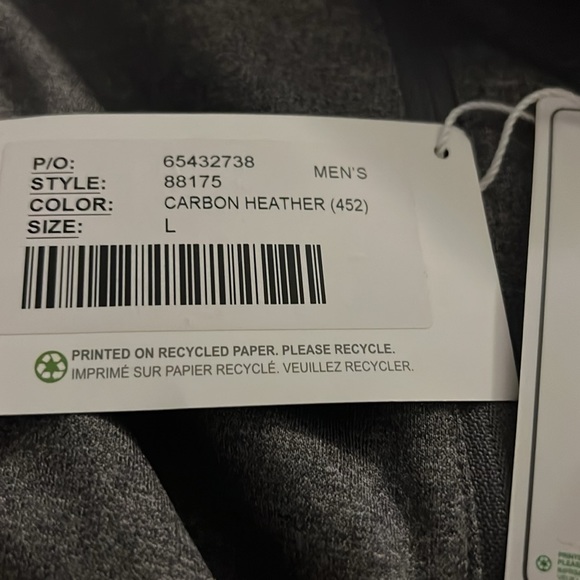 P/O: 65432738 MEN'S
STYLE: 88175
COLOR: CARBON HEATHER (452)
SIZE: L
PRINTED ON RECYCLED PAPER. PLEASE RECYCLE.
IMPRIMÉ SUR PAPIER RECYCLÉ. VEUILLEZ RECYCLER.